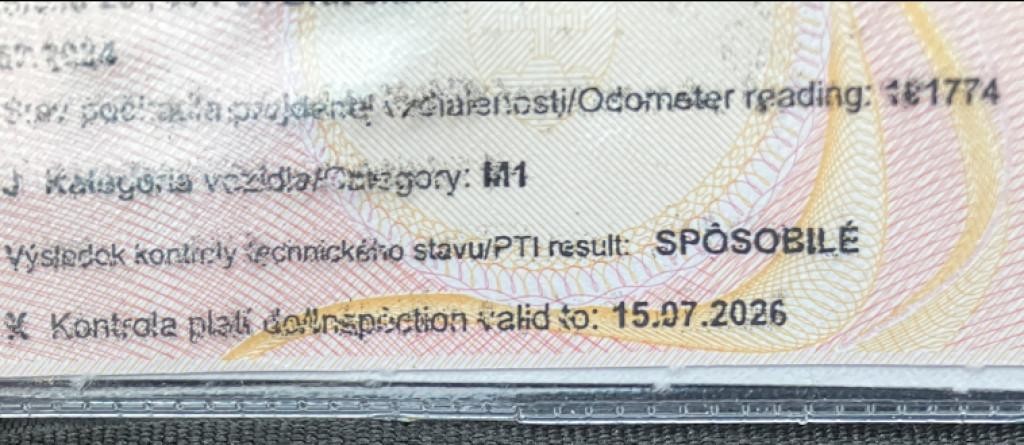 2024
Stav počítadla prejdenej vzdialenosti/Odometer reading: 181774
J Kategória vozidla/Category: M1
Výsledok kontroly technického stavu/PTI result: SPÔSOBILÉ
X Kontrola platí do/Inspection valid to: 15.07.2026